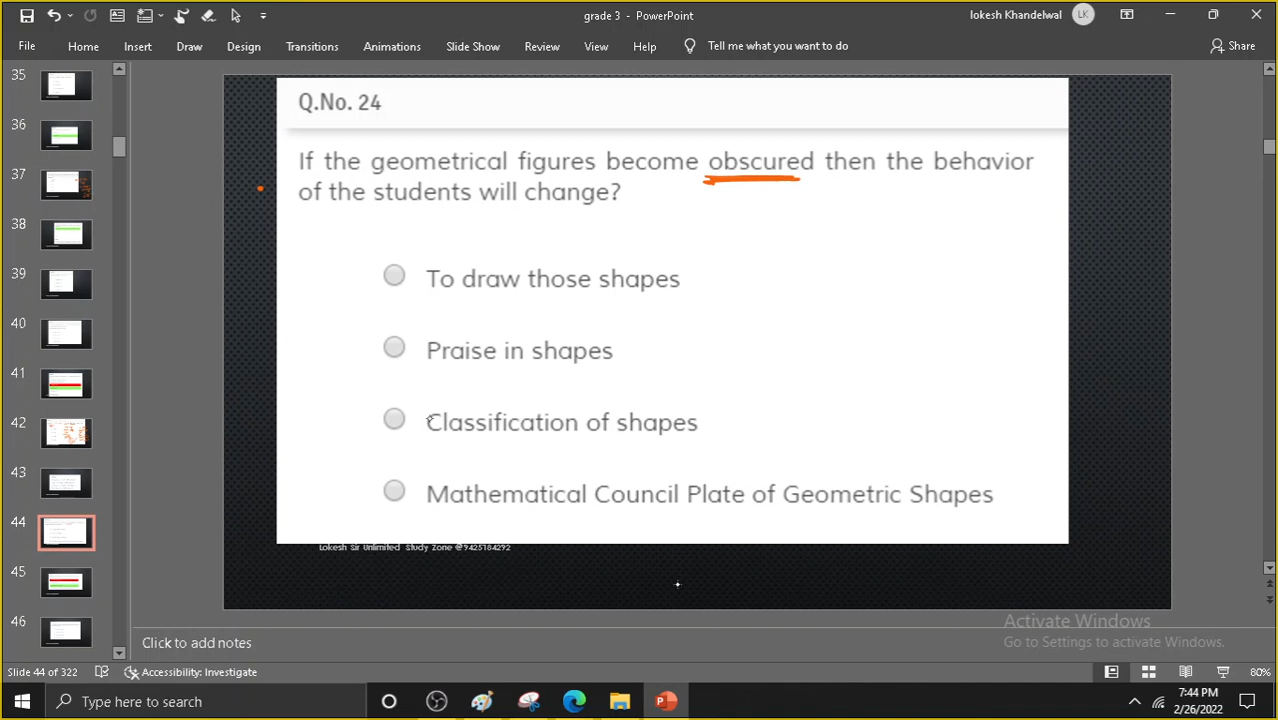 grade 3 - PowerPoint
lokesh Khandelwal
LK
File Home Insert Draw Design Transitions Animations Slide Show Review View Help Tell me what you want to do Share
35
36
37
38
39
40
41
42
43
44
45
46
Q.No. 24
If the geometrical figures become obscured then the behavior
of the students will change?
To draw those shapes
Praise in shapes
Classification of shapes
Mathematical Council Plate of Geometric Shapes
Lokesh Sir Unlimited Study Zone @9425184292
Activate Windows
Go to Settings to activate Windows.
Click to add notes
Slide 44 of 322 Accessibility: Investigate 80%
Type here to search
7:44 PM
2/26/2022